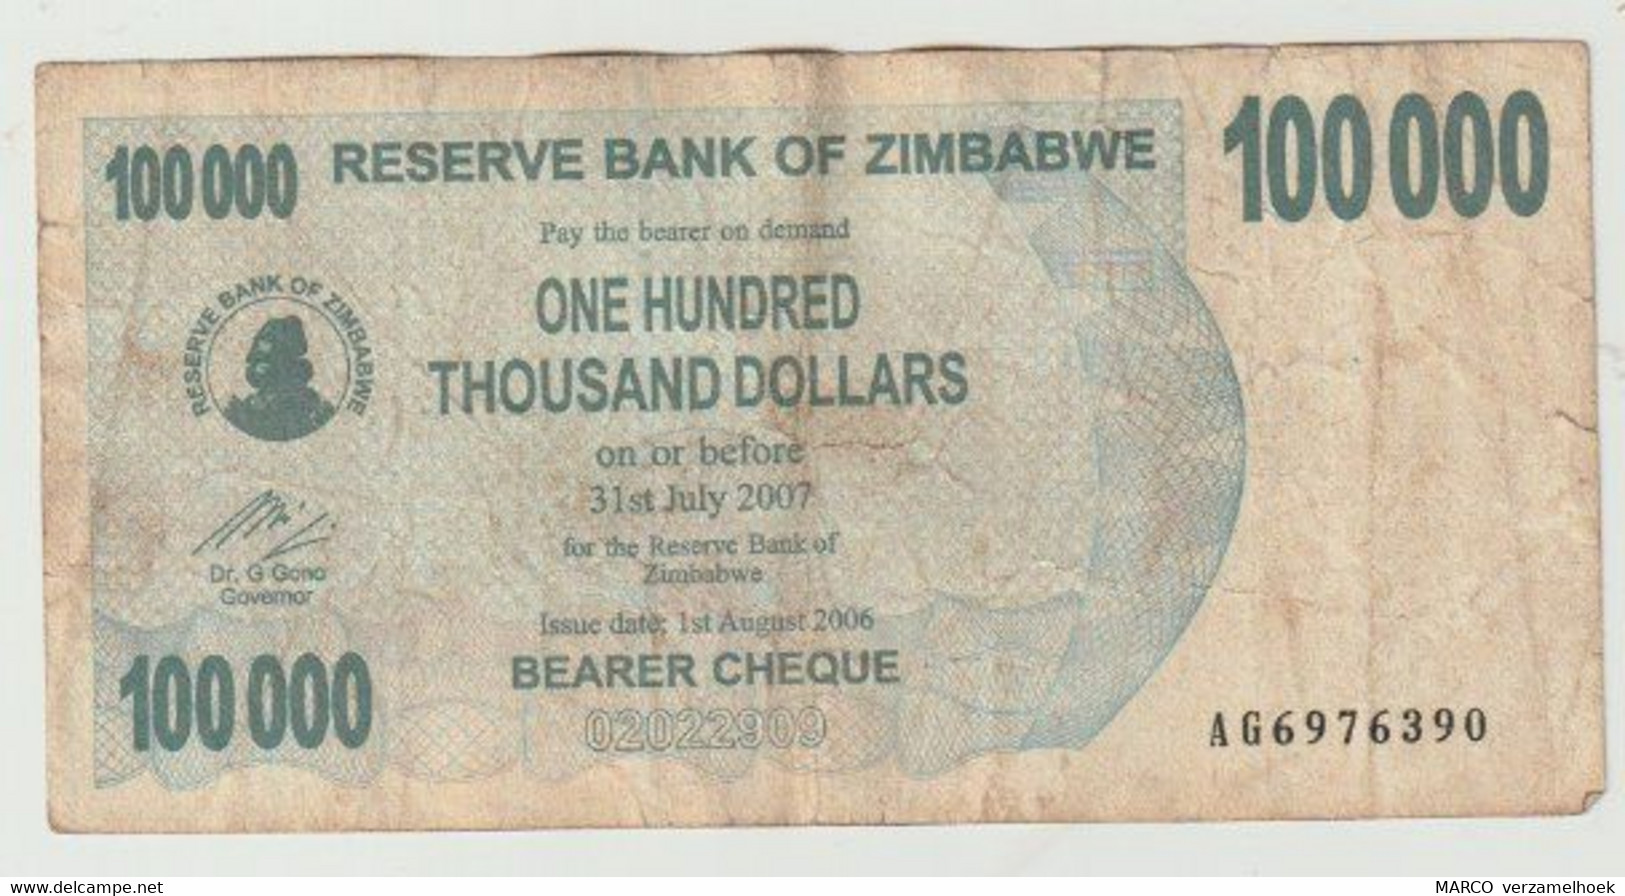 100 000
RESERVE BANK OF ZIMBABWE
100 000
Pay the bearer on demand
ONE HUNDRED
THOUSAND DOLLARS
RESERVE BANK OF ZIMBABWE
on or before
31st July 2007
for the Reserve Bank of
Zimbabwe
Dr. G Gono
Governor
Issue date: 1st August 2006
BEARER CHEQUE
100 000
02022909
AG6976390
www.delcampe.net
MARCO verzamelhoek